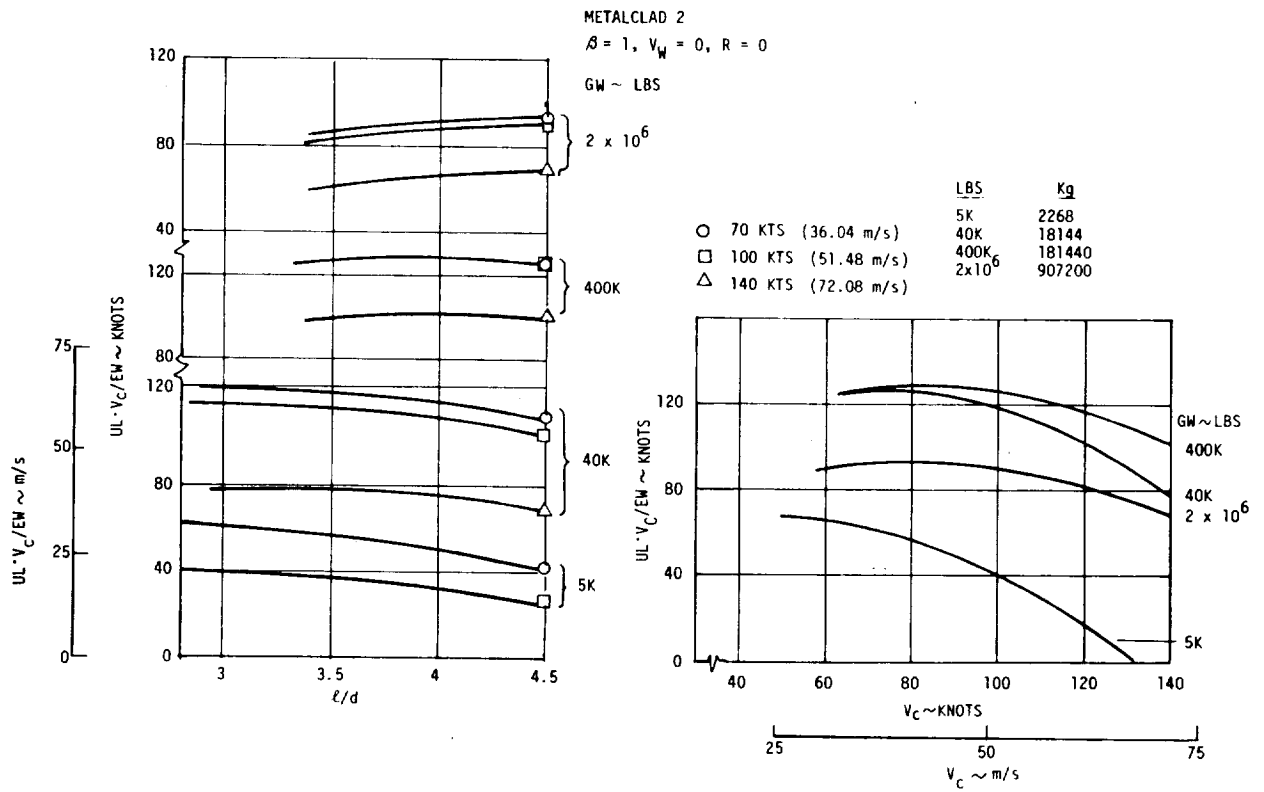 METALCLAD 2
β = 1, V_W = 0, R = 0
GW ~ LBS
120
80
40
120
80
120
80
40
0
2 x 10^6
400K
40K
5K
3
3.5
4
4.5
ℓ/d
UL·V_C/EW ~ KNOTS
75
50
25
0
UL·V_C/EW ~ m/s
○ 70 KTS (36.04 m/s)
□ 100 KTS (51.48 m/s)
△ 140 KTS (72.08 m/s)
LBS Kg
5K 2268
40K 18144
400K 181440
2x10^6 907200
UL·V_C/EW ~ KNOTS
120
80
40
0
GW~LBS
400K
40K
2 x 10^6
5K
40
60
80
100
120
140
V_C ~KNOTS
25
50
75
V_C ~ m/s